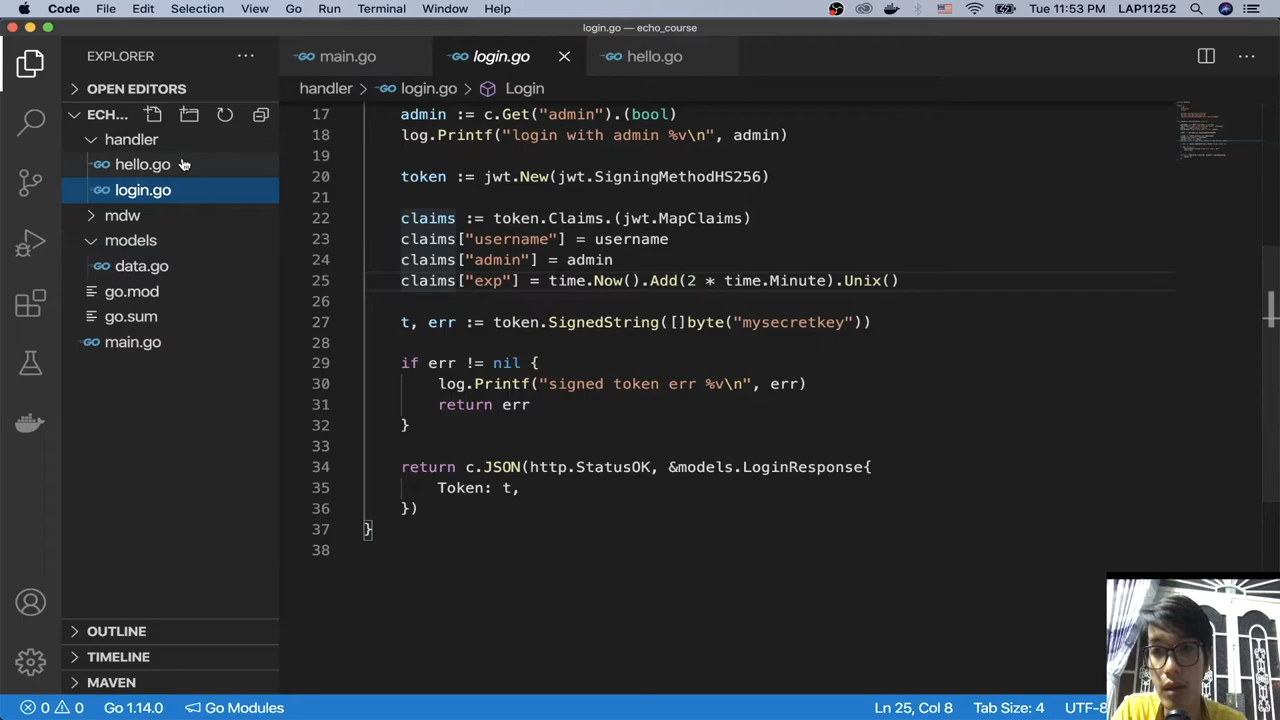 Code File Edit Selection View Go Run Terminal Window Help Tue 11:53 PM LAP11252
login.go — echo_course
EXPLORER
main.go
login.go
hello.go
OPEN EDITORS
handler > login.go > Login
ECH...
handler
hello.go
login.go
mdw
models
data.go
go.mod
go.sum
main.go
17 admin := c.Get("admin").(bool)
18 log.Printf("login with admin %v\n", admin)
19
20 token := jwt.New(jwt.SigningMethodHS256)
21
22 claims := token.Claims.(jwt.MapClaims)
23 claims["username"] = username
24 claims["admin"] = admin
25 claims["exp"] = time.Now().Add(2 * time.Minute).Unix()
26
27 t, err := token.SignedString([]byte("mysecretkey"))
28
29 if err != nil {
30 log.Printf("signed token err %v\n", err)
31 return err
32 }
33
34 return c.JSON(http.StatusOK, &models.LoginResponse{
35 Token: t,
36 })
37 }
38
OUTLINE
TIMELINE
MAVEN
0 0 Go 1.14.0 Go Modules Ln 25, Col 8 Tab Size: 4 UTF-8